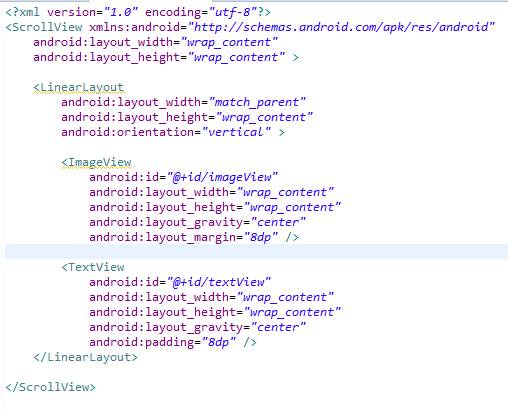 <?xml version="1.0" encoding="utf-8"?>
<ScrollView xmlns:android="http://schemas.android.com/apk/res/android"
    android:layout_width="wrap_content"
    android:layout_height="wrap_content" >

    <LinearLayout
        android:layout_width="match_parent"
        android:layout_height="wrap_content"
        android:orientation="vertical" >

        <ImageView
            android:id="@+id/imageView"
            android:layout_width="wrap_content"
            android:layout_height="wrap_content"
            android:layout_gravity="center"
            android:layout_margin="8dp" />

        <TextView
            android:id="@+id/textView"
            android:layout_width="wrap_content"
            android:layout_height="wrap_content"
            android:layout_gravity="center"
            android:padding="8dp" />
    </LinearLayout>

</ScrollView>